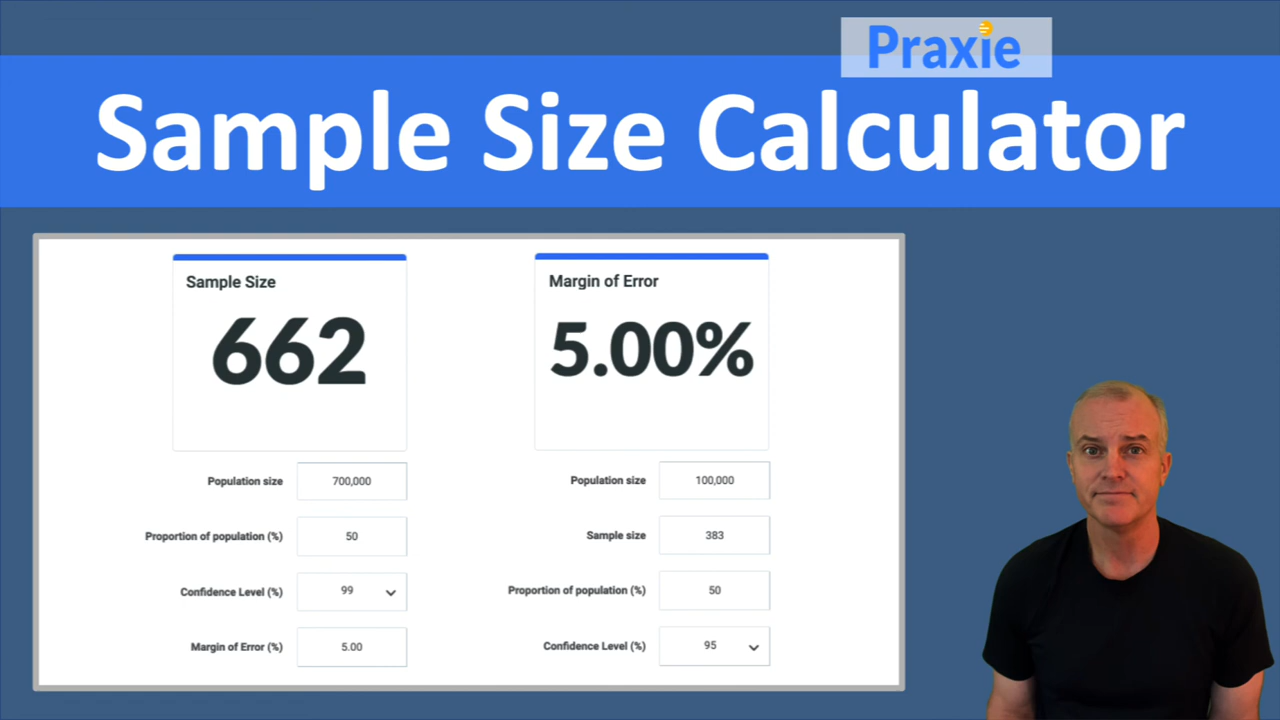 Praxie
Sample Size Calculator
Sample Size
662
Population size 700,000
Proportion of population (%) 50
Confidence Level (%) 99
Margin of Error (%) 5.00
Margin of Error
5.00%
Population size 100,000
Sample size 383
Proportion of population (%) 50
Confidence Level (%) 95